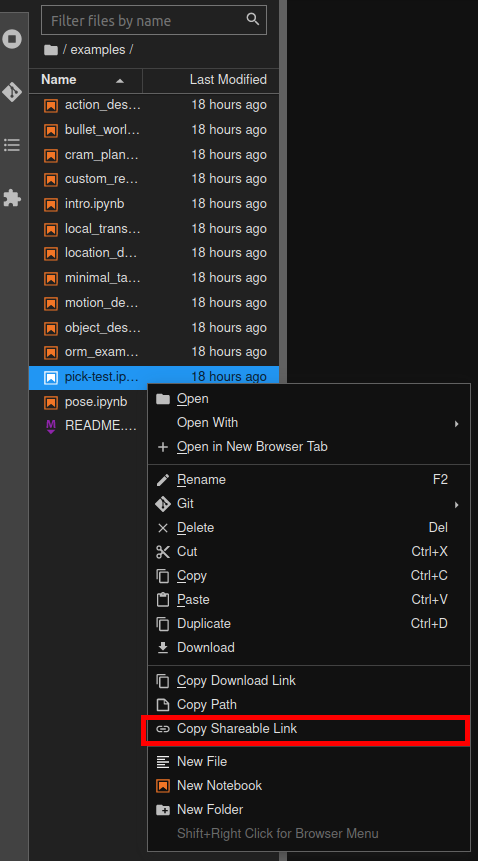 Filter files by name
/ examples /
Name Last Modified
action_des… 18 hours ago
bullet_worl… 18 hours ago
cram_plan… 18 hours ago
custom_re… 18 hours ago
intro.ipynb 18 hours ago
local_trans… 18 hours ago
location_d… 18 hours ago
minimal_ta… 18 hours ago
motion_de… 18 hours ago
object_des… 18 hours ago
orm_exam… 18 hours ago
pick-test.ip… 18 hours ago
pose.ipynb
M README.…
Open
Open With
Open in New Browser Tab
Rename F2
Git
Delete Del
Cut Ctrl+X
Copy Ctrl+C
Paste Ctrl+V
Duplicate Ctrl+D
Download
Copy Download Link
Copy Path
Copy Shareable Link
New File
New Notebook
New Folder
Shift+Right Click for Browser Menu